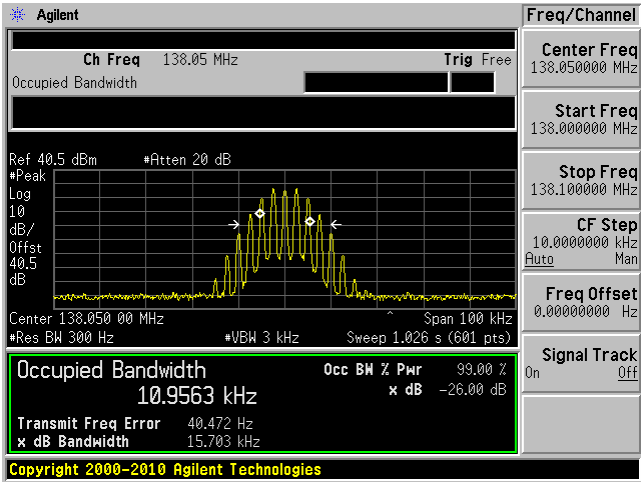 Agilent
Freq/Channel
Ch Freq 138.05 MHz Trig Free
Occupied Bandwidth
Center Freq
138.050000 MHz
Start Freq
138.000000 MHz
Stop Freq
138.100000 MHz
CF Step
10.0000000 kHz
Auto Man
Freq Offset
0.00000000 Hz
Signal Track
On Off
Ref 40.5 dBm #Atten 20 dB
#Peak
Log
10
dB/
Offst
40.5
dB
Center 138.050 00 MHz Span 100 kHz
#Res BW 300 Hz #VBW 3 kHz Sweep 1.026 s (601 pts)
Occupied Bandwidth Occ BW % Pwr 99.00 %
10.9563 kHz x dB -26.00 dB
Transmit Freq Error 40.472 Hz
x dB Bandwidth 15.703 kHz
Copyright 2000-2010 Agilent Technologies